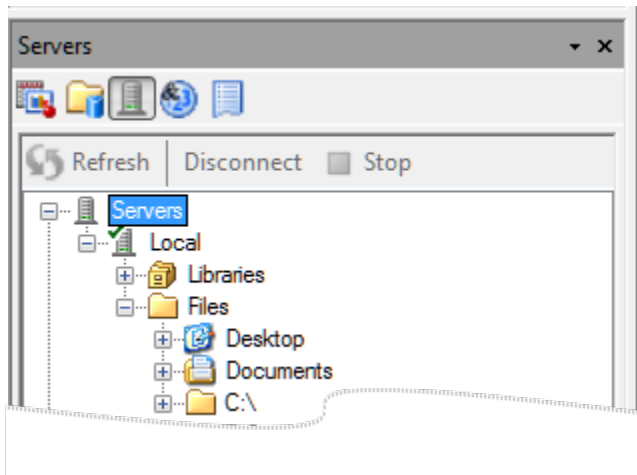 Servers
Refresh Disconnect Stop
Servers
Local
Libraries
Files
Desktop
Documents
C:\